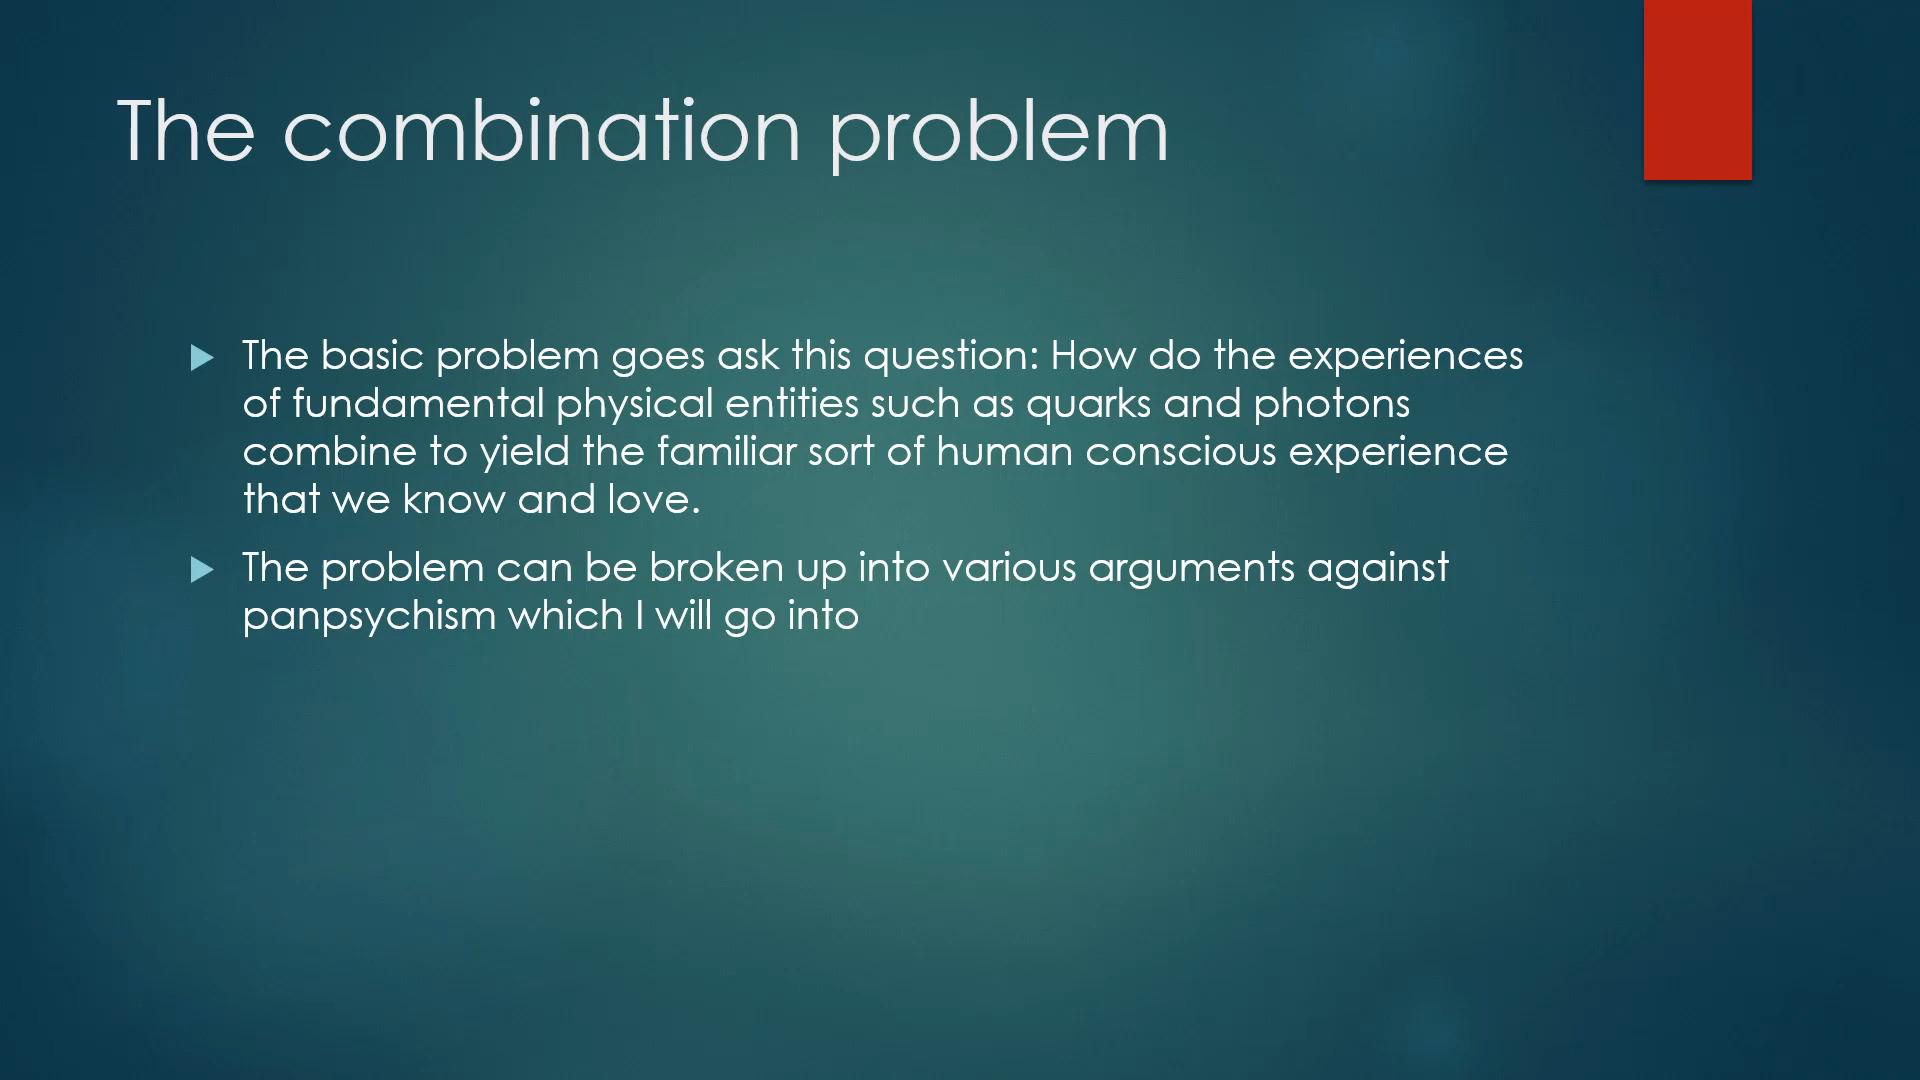 The combination problem
The basic problem goes ask this question: How do the experiences
of fundamental physical entities such as quarks and photons
combine to yield the familiar sort of human conscious experience
that we know and love.
The problem can be broken up into various arguments against
panpsychism which I will go into